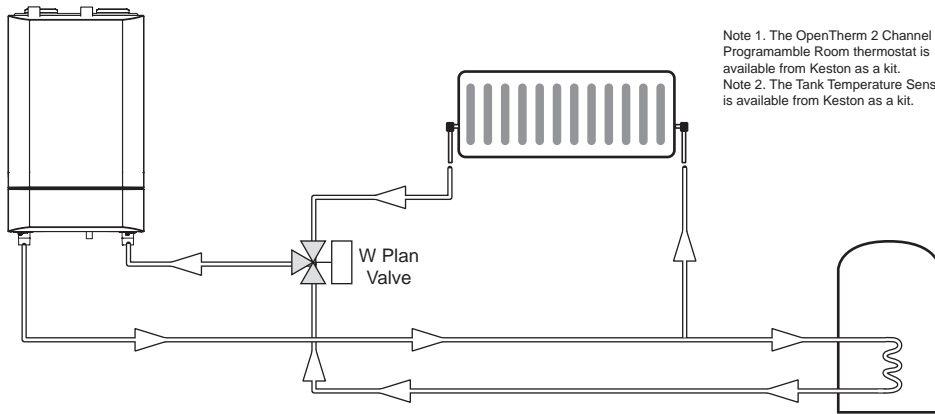 Note 1. The OpenTherm 2 Channel
Programamble Room thermostat is
available from Keston as a kit.
Note 2. The Tank Temperature Sens
is available from Keston as a kit.
W Plan
Valve